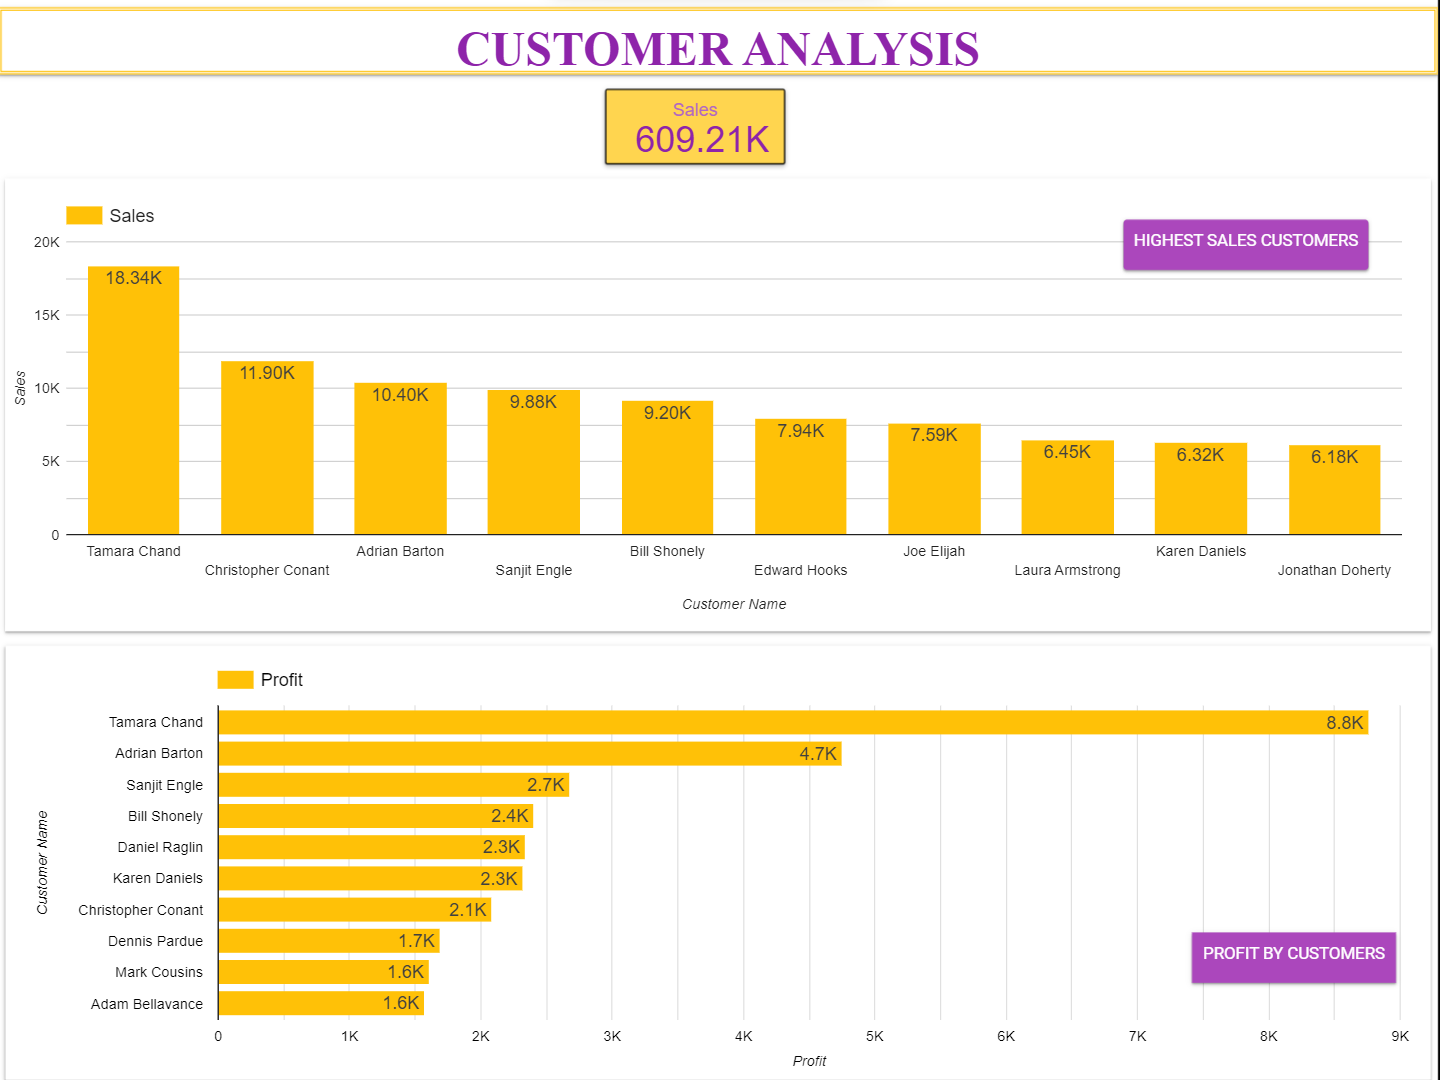 CUSTOMER ANALYSIS
Sales
609.21K
Sales
HIGHEST SALES CUSTOMERS
20K
15K
10K
5K
0
Sales
18.34K
11.90K
10.40K
9.88K
9.20K
7.94K
7.59K
6.45K
6.32K
6.18K
Tamara Chand
Christopher Conant
Adrian Barton
Sanjit Engle
Bill Shonely
Edward Hooks
Joe Elijah
Laura Armstrong
Karen Daniels
Jonathan Doherty
Customer Name
Profit
Customer Name
Tamara Chand 8.8K
Adrian Barton 4.7K
Sanjit Engle 2.7K
Bill Shonely 2.4K
Daniel Raglin 2.3K
Karen Daniels 2.3K
Christopher Conant 2.1K
Dennis Pardue 1.7K
Mark Cousins 1.6K
Adam Bellavance 1.6K
PROFIT BY CUSTOMERS
0 1K 2K 3K 4K 5K 6K 7K 8K 9K
Profit